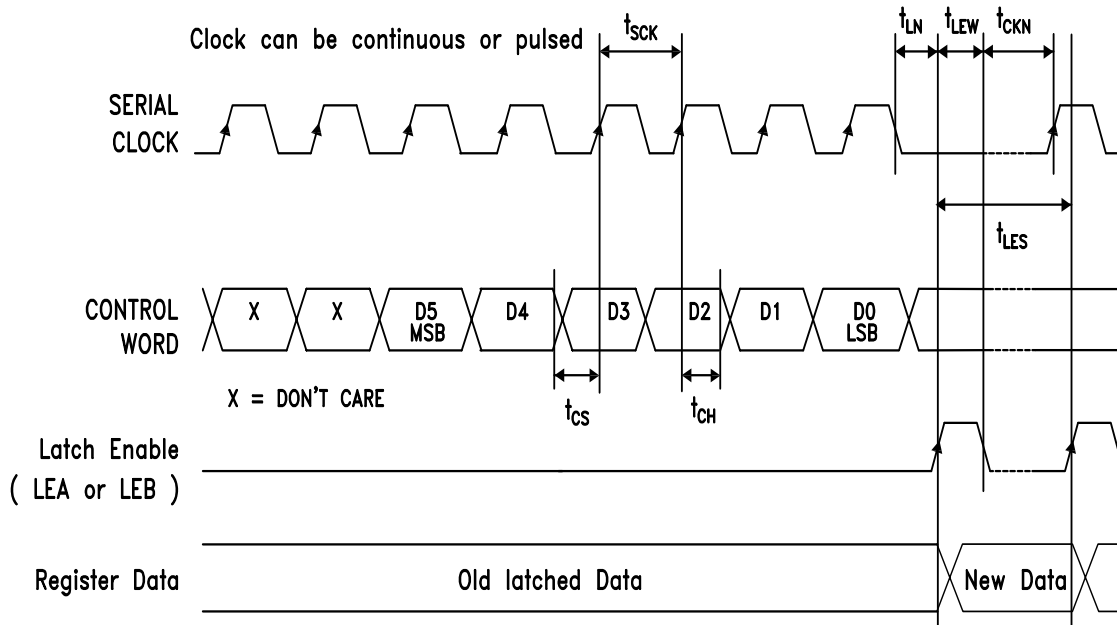 Clock can be continuous or pulsed
tSCK
tLN
tLEW
tCKN
SERIAL
CLOCK
tLES
CONTROL
WORD
X
X
D5
MSB
D4
D3
D2
D1
D0
LSB
X = DON'T CARE
tCS
tCH
Latch Enable
( LEA or LEB )
Register Data
Old latched Data
New Data